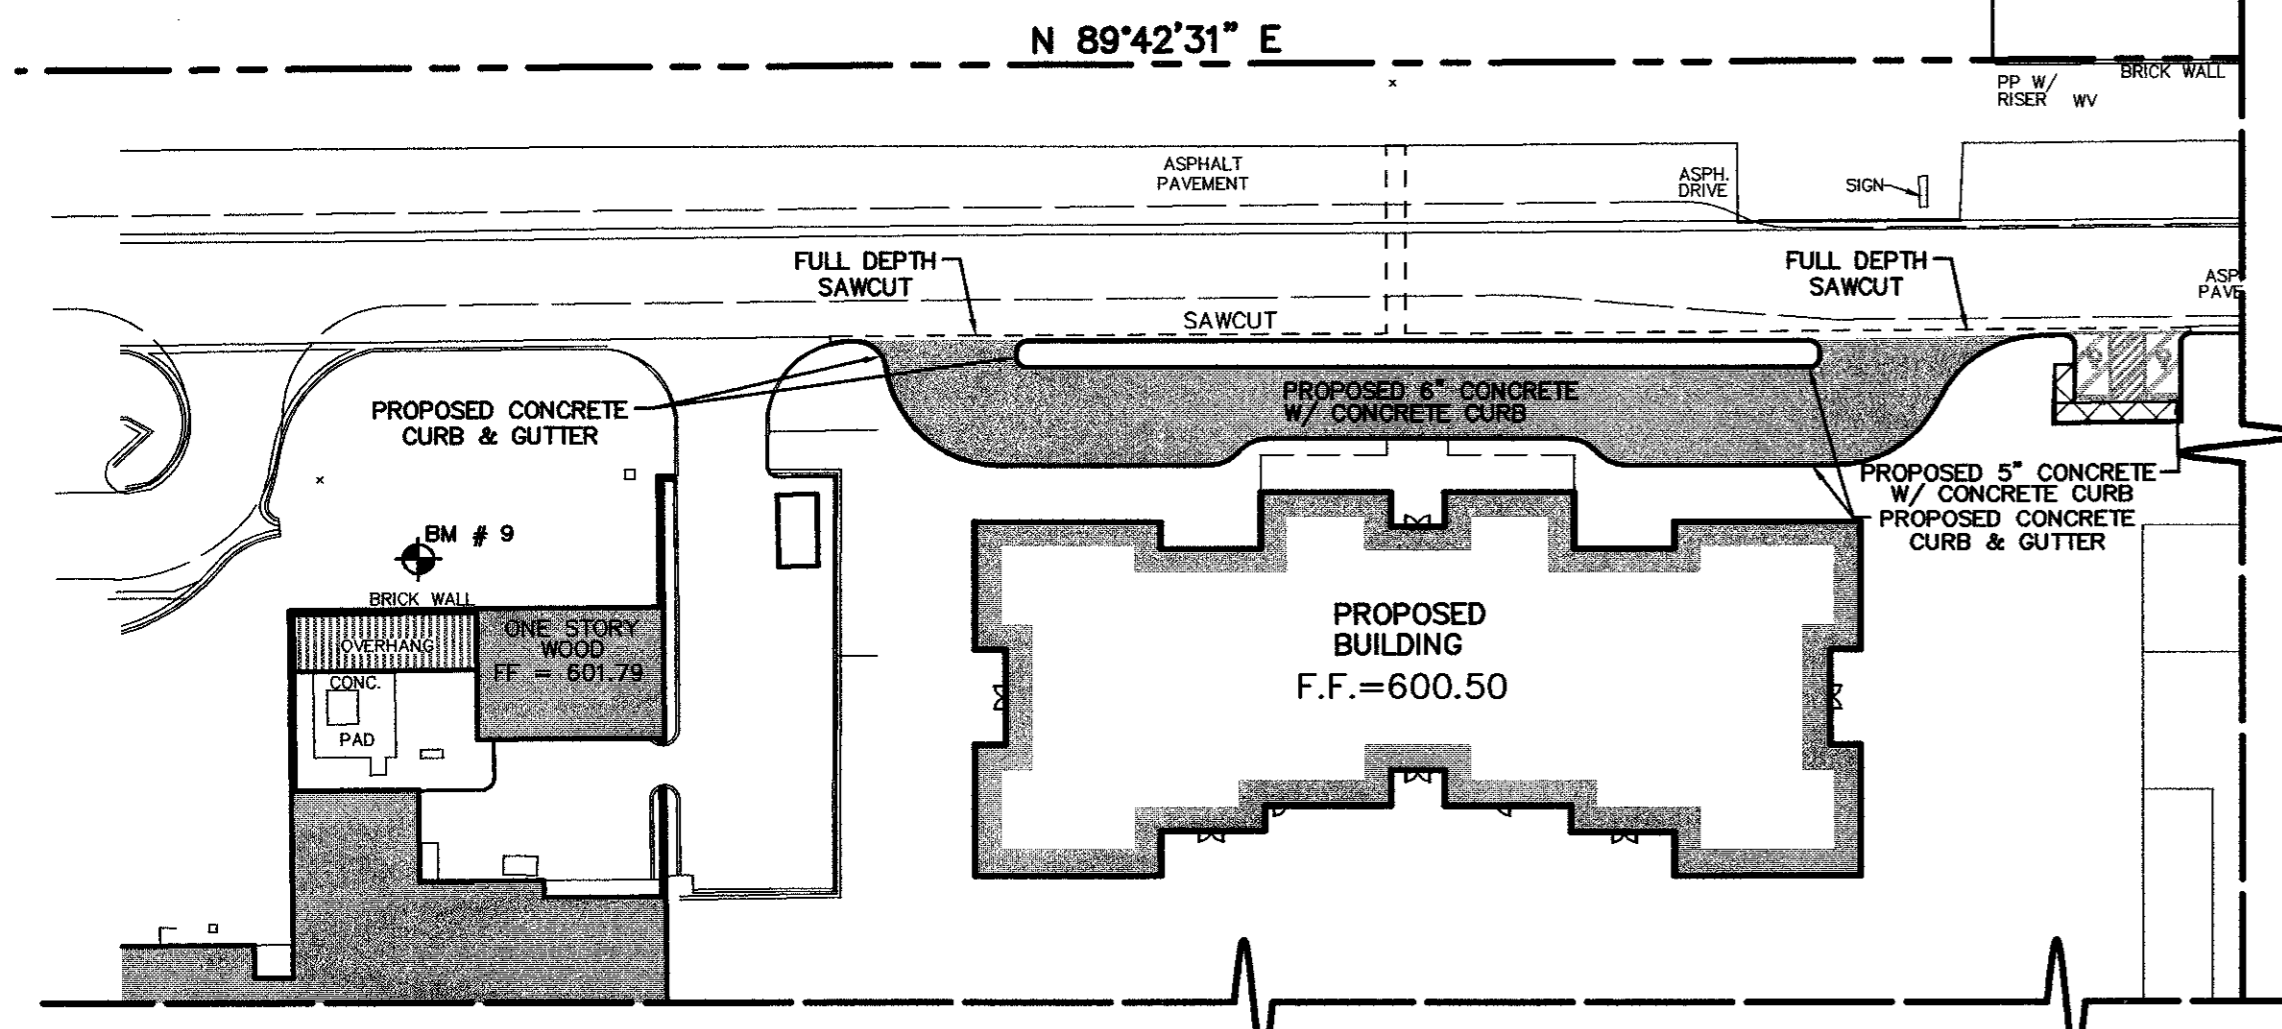 N 89°42'31" E
PP W/
RISER WV
BRICK WALL
ASPHALT
PAVEMENT
ASPH.
DRIVE
SIGN
FULL DEPTH
SAWCUT
SAWCUT
FULL DEPTH
SAWCUT
ASP
PAVE
PROPOSED CONCRETE
CURB & GUTTER
PROPOSED 6" CONCRETE
W/ CONCRETE CURB
PROPOSED 5" CONCRETE
W/ CONCRETE CURB
PROPOSED CONCRETE
CURB & GUTTER
BM # 9
BRICK WALL
OVERHANG
ONE STORY
WOOD
FF = 601.79
CONC.
PAD
PROPOSED
BUILDING
F.F.=600.50